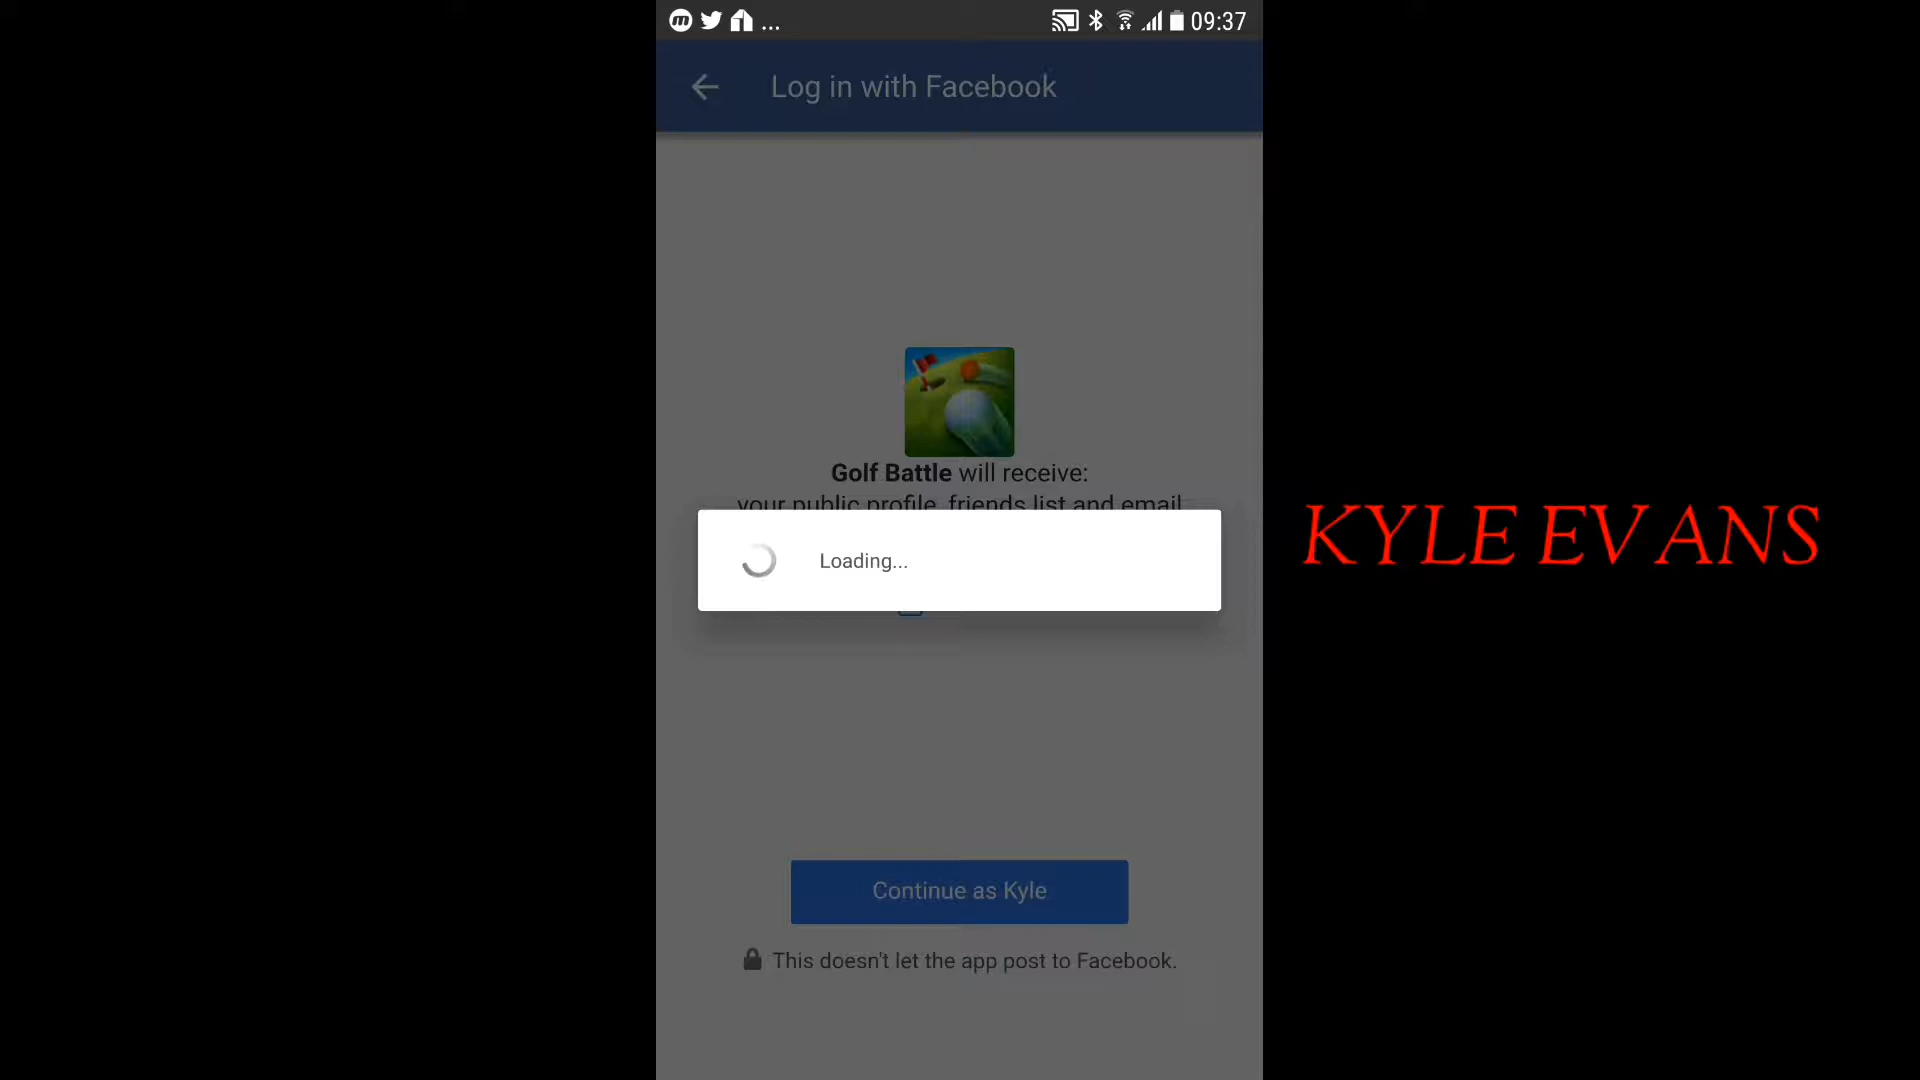 09:37
Log in with Facebook
Golf Battle will receive:
your public profile, friends list and email
Loading...
KYLE EVANS
Continue as Kyle
This doesn't let the app post to Facebook.